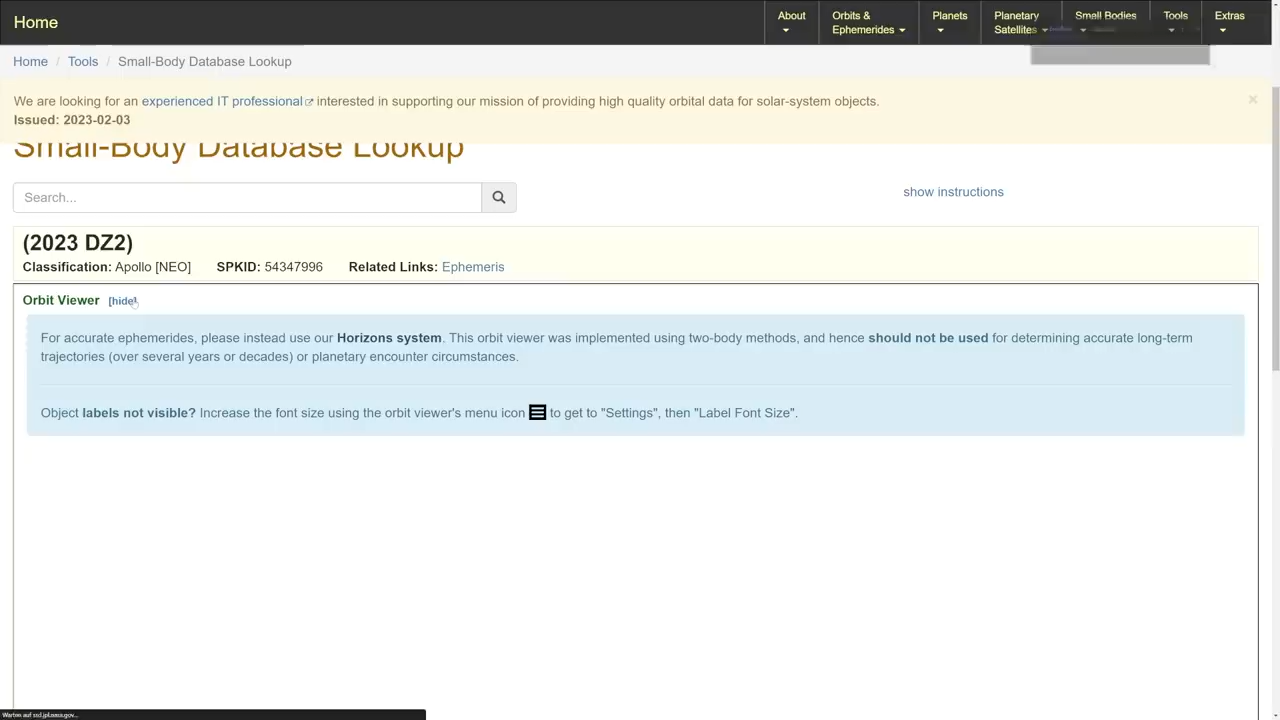 Home
About
Orbits &
Ephemerides
Planets
Planetary
Satellites
Small Bodies
Tools
Extras
Home / Tools / Small-Body Database Lookup
We are looking for an experienced IT professional interested in supporting our mission of providing high quality orbital data for solar-system objects.
Issued: 2023-02-03
×
Small-Body Database Lookup
Search...
show instructions
(2023 DZ2)
Classification: Apollo [NEO] SPKID: 54347996 Related Links: Ephemeris
Orbit Viewer [hide]
For accurate ephemerides, please instead use our Horizons system. This orbit viewer was implemented using two-body methods, and hence should not be used for determining accurate long-term
trajectories (over several years or decades) or planetary encounter circumstances.
Object labels not visible? Increase the font size using the orbit viewer's menu icon to get to "Settings", then "Label Font Size".
Warten auf ssd.jpl.nasa.gov...